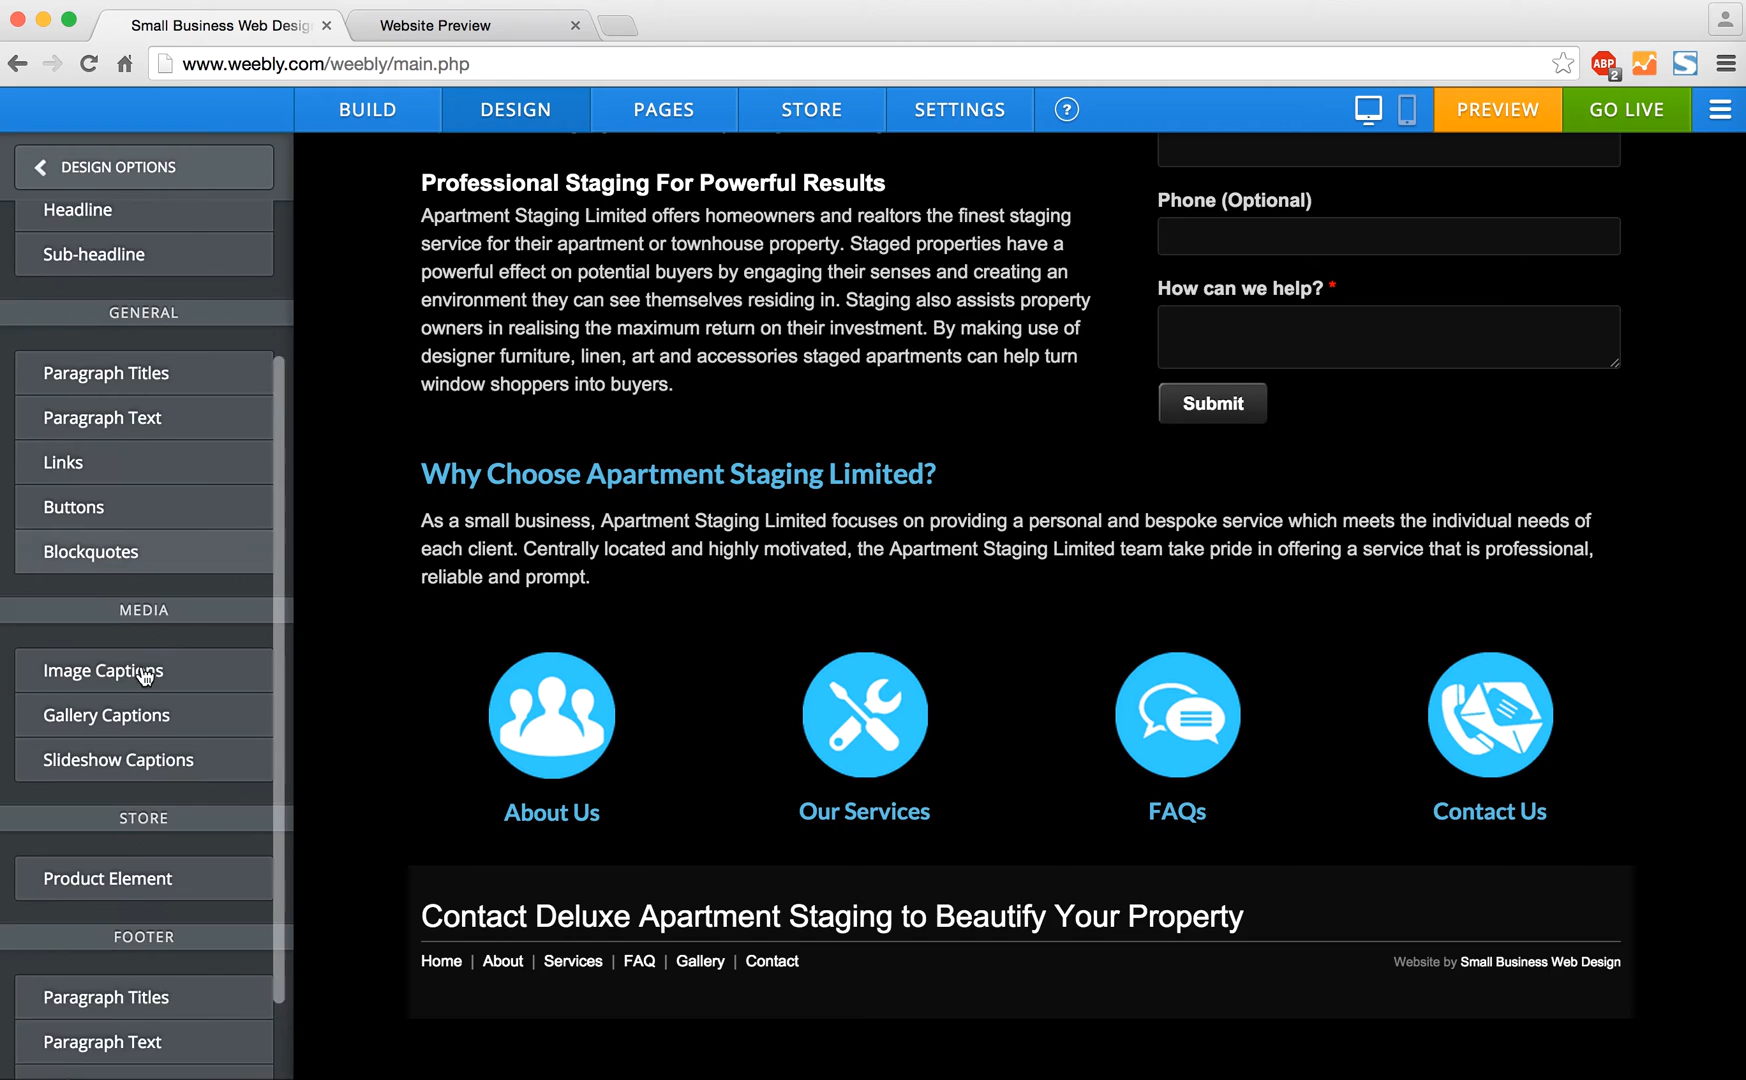 Small Business Web Desig
Website Preview
www.weebly.com/weebly/main.php
ABP
2
S
BUILD
DESIGN
PAGES
STORE
SETTINGS
?
PREVIEW
GO LIVE
DESIGN OPTIONS
Headline
Sub-headline
GENERAL
Paragraph Titles
Paragraph Text
Links
Buttons
Blockquotes
MEDIA
Image Captions
Gallery Captions
Slideshow Captions
STORE
Product Element
FOOTER
Paragraph Titles
Paragraph Text
Professional Staging For Powerful Results
Apartment Staging Limited offers homeowners and realtors the finest staging
service for their apartment or townhouse property. Staged properties have a
powerful effect on potential buyers by engaging their senses and creating an
environment they can see themselves residing in. Staging also assists property
owners in realising the maximum return on their investment. By making use of
designer furniture, linen, art and accessories staged apartments can help turn
window shoppers into buyers.
Phone (Optional)
How can we help? *
Submit
Why Choose Apartment Staging Limited?
As a small business, Apartment Staging Limited focuses on providing a personal and bespoke service which meets the individual needs of
each client. Centrally located and highly motivated, the Apartment Staging Limited team take pride in offering a service that is professional,
reliable and prompt.
About Us
Our Services
FAQs
Contact Us
Contact Deluxe Apartment Staging to Beautify Your Property
Home | About | Services | FAQ | Gallery | Contact
Website by Small Business Web Design